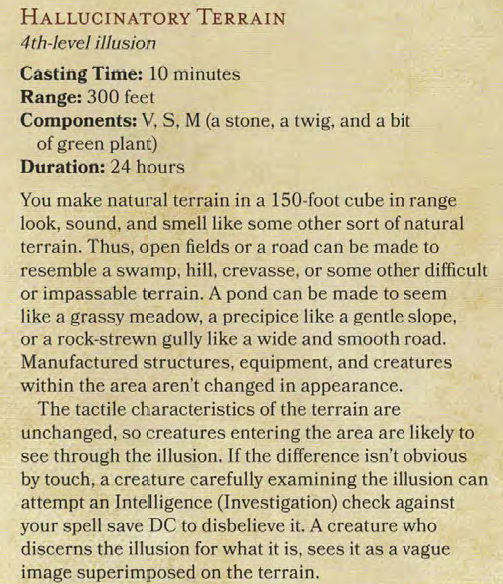 HALLUCINATORY TERRAIN
4th-level illusion
Casting Time: 10 minutes
Range: 300 feet
Components: V, S, M (a stone, a twig, and a bit
of green plant)
Duration: 24 hours
You make natural terrain in a 150-foot cube in range
look, sound, and smell like some other sort of natural
terrain. Thus, open fields or a road can be made to
resemble a swamp, hill, crevasse, or some other difficult
or impassable terrain. A pond can be made to seem
like a grassy meadow, a precipice like a gentle slope,
or a rock-strewn gully like a wide and smooth road.
Manufactured structures, equipment, and creatures
within the area aren't changed in appearance.
The tactile characteristics of the terrain are
unchanged, so creatures entering the area are likely to
see through the illusion. If the difference isn't obvious
by touch, a creature carefully examining the illusion can
attempt an Intelligence (Investigation) check against
your spell save DC to disbelieve it. A creature who
discerns the illusion for what it is, sees it as a vague
image superimposed on the terrain.